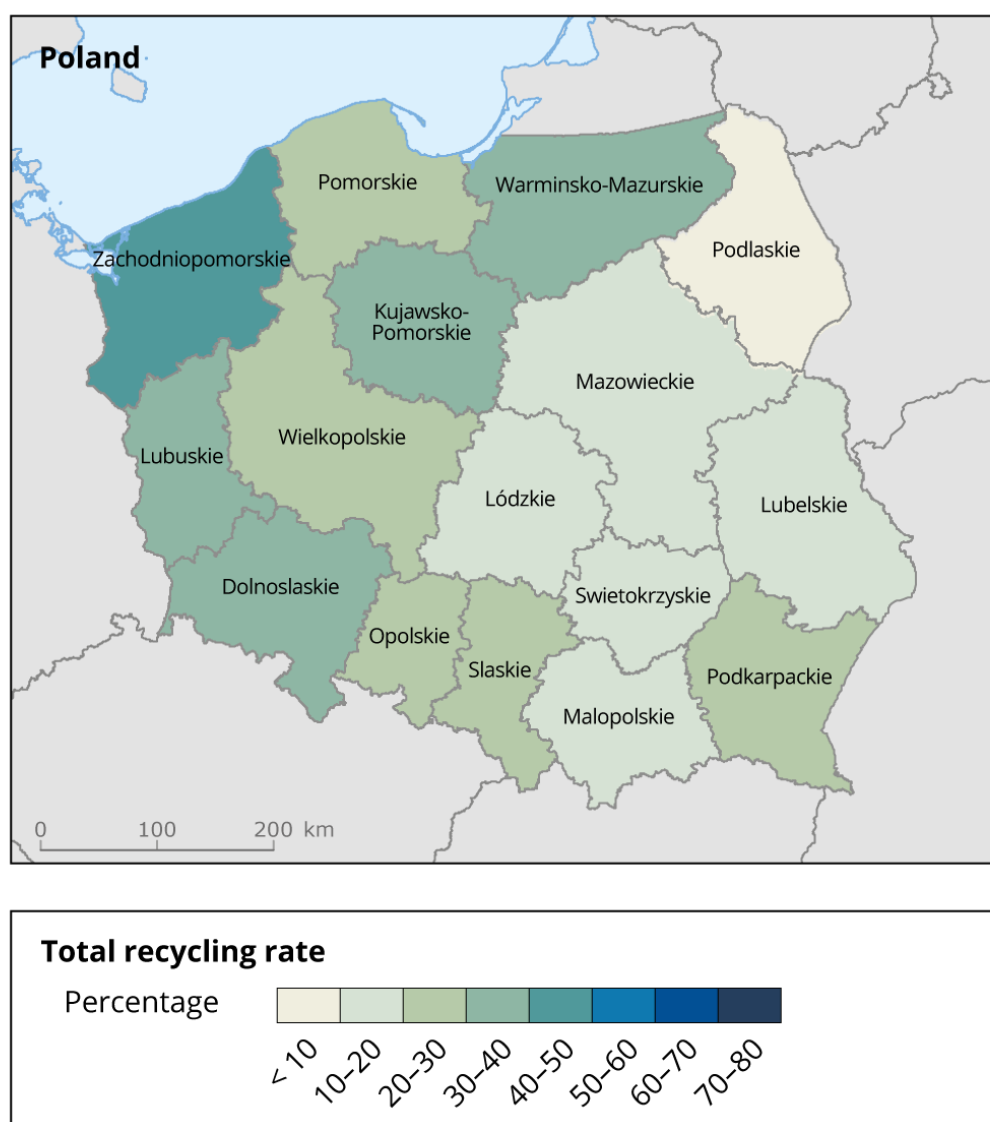 Poland
Pomorskie
Warminsko-Mazurskie
Zachodniopomorskie
Podlaskie
Kujawsko-
Pomorskie
Mazowieckie
Wielkopolskie
Lubuskie
Lódzkie
Lubelskie
Dolnoslaskie
Swietokrzyskie
Opolskie
Slaskie
Podkarpackie
Malopolskie
0 100 200 km
Total recycling rate
Percentage
< 10
10–20
20–30
30–40
40–50
50–60
60–70
70–80